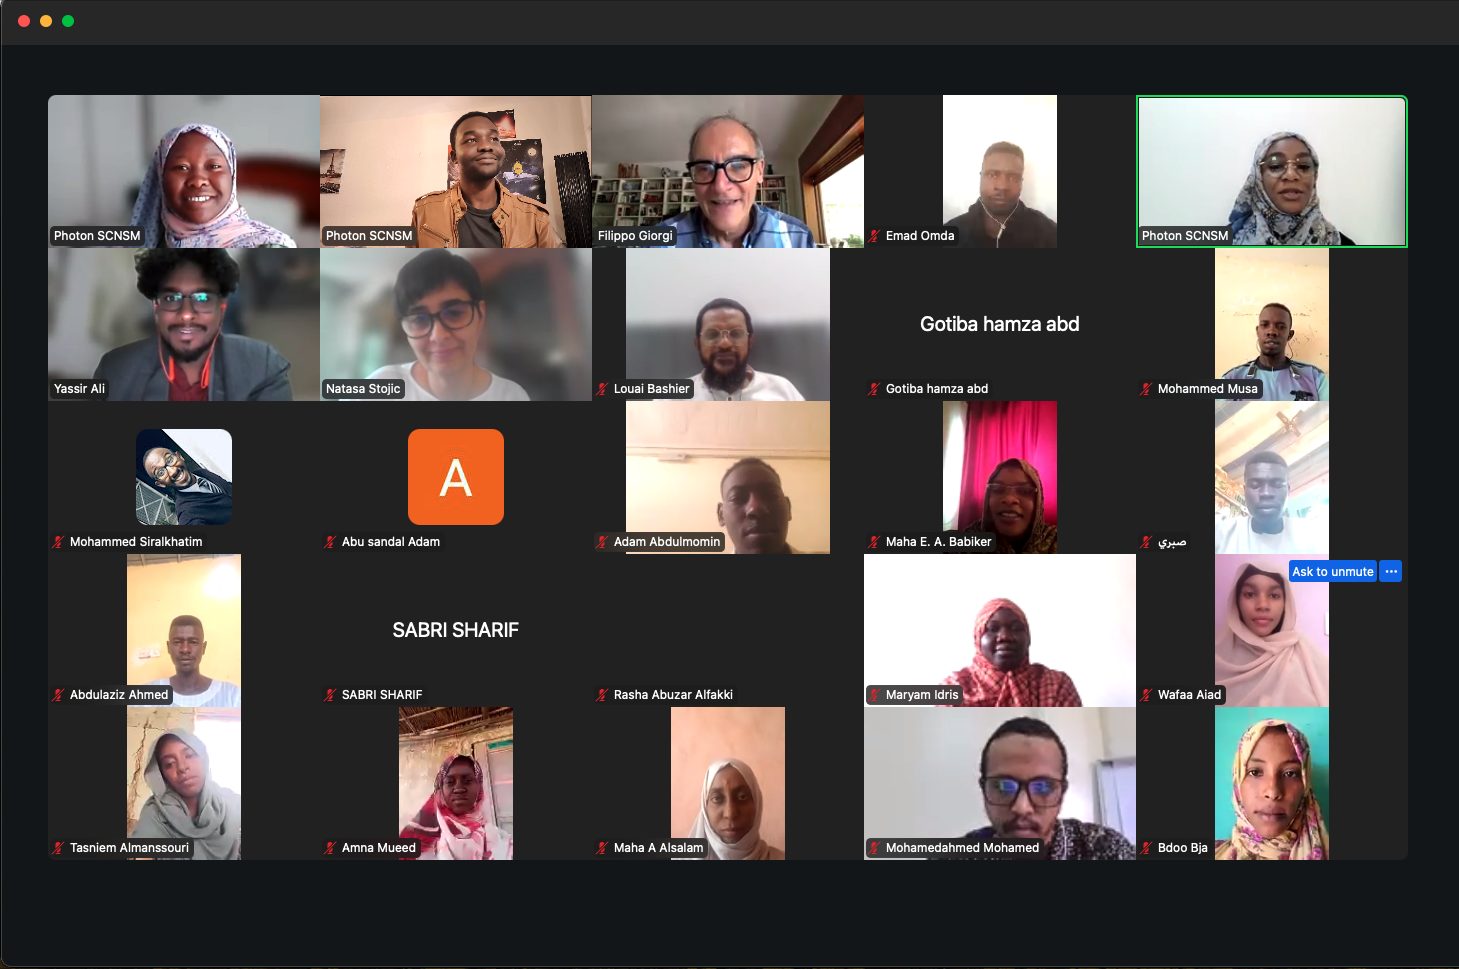 Photon SCNSM
Photon SCNSM
Filippo Giorgi
Emad Omda
Photon SCNSM
Yassir Ali
Natasa Stojic
Louai Bashier
Gotiba hamza abd
Gotiba hamza abd
Mohammed Musa
Mohammed Siralkhatim
A
Abu sandal Adam
Adam Abdulmomin
Maha E. A. Babiker
صبري
Abdulaziz Ahmed
SABRI SHARIF
SABRI SHARIF
Rasha Abuzar Alfakki
Maryam Idris
Ask to unmute
Wafaa Aiad
Tasniem Almanssouri
Amna Mueed
Maha A Alsalam
Mohamedahmed Mohamed
Bdoo Bja